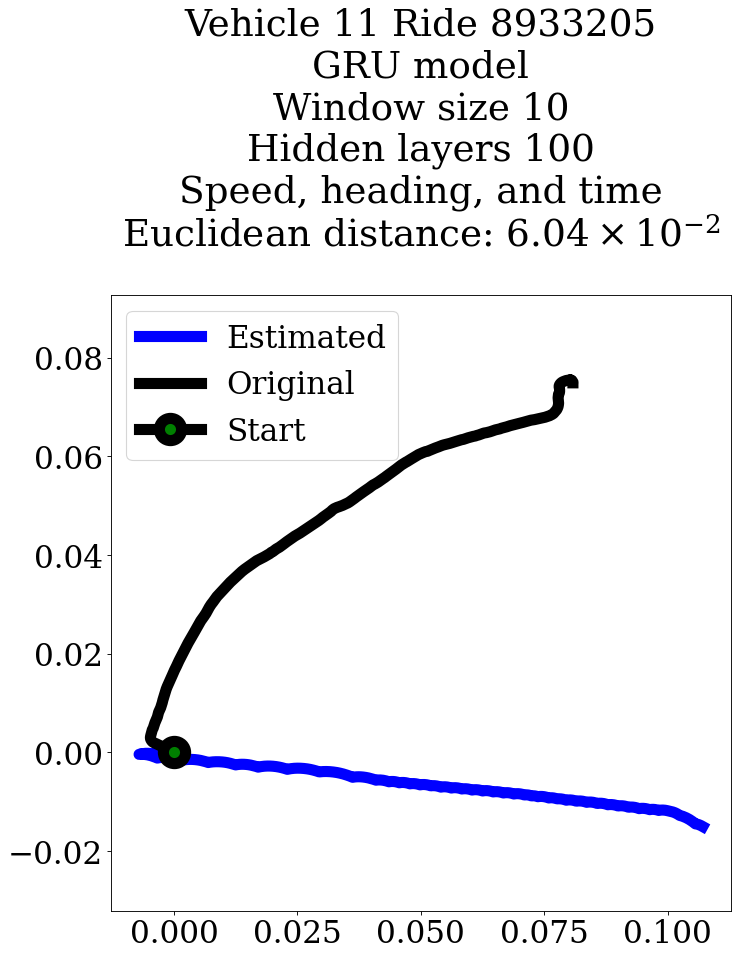 Vehicle 11 Ride 8933205
GRU model
Window size 10
Hidden layers 100
Speed, heading, and time
Euclidean distance: 6.04 × 10⁻²
Estimated
Original
Start
0.08
0.06
0.04
0.02
0.00
−0.02
0.000 0.025 0.050 0.075 0.100